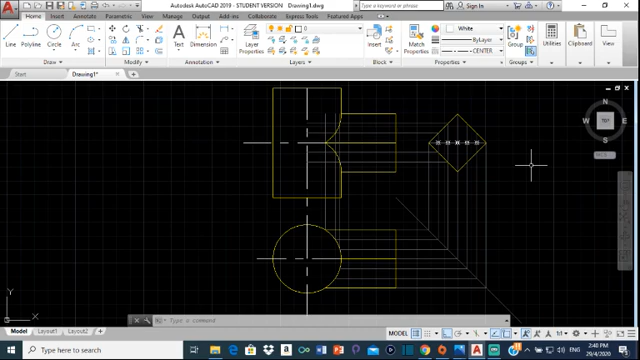 Autodesk AutoCAD 2019 - STUDENT VERSION Drawing1.dwg
Type a keyword or phrase
Sign In
Home Insert Annotate Parametric View Manage Output Add-ins Collaborate Express Tools Featured Apps
Line Polyline Circle Arc Text Dimension Layer Properties Insert Match Properties Group Utilities Clipboard View
0
White
ByLayer
CENTER
Draw Modify Annotation Layers Block Properties Groups
Start Drawing1*
N
W TOP E
S
Y
X
Type a command
Model Layout1 Layout2
MODEL
1:1
Type here to search
2:48 PM
29/4/2020